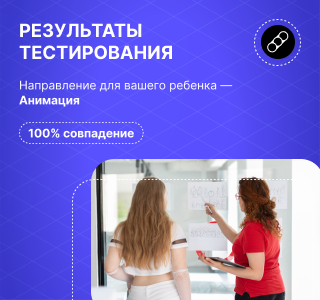 РЕЗУЛЬТАТЫ
ТЕСТИРОВАНИЯ
Направление для вашего ребенка —
Анимация
100% совпадение